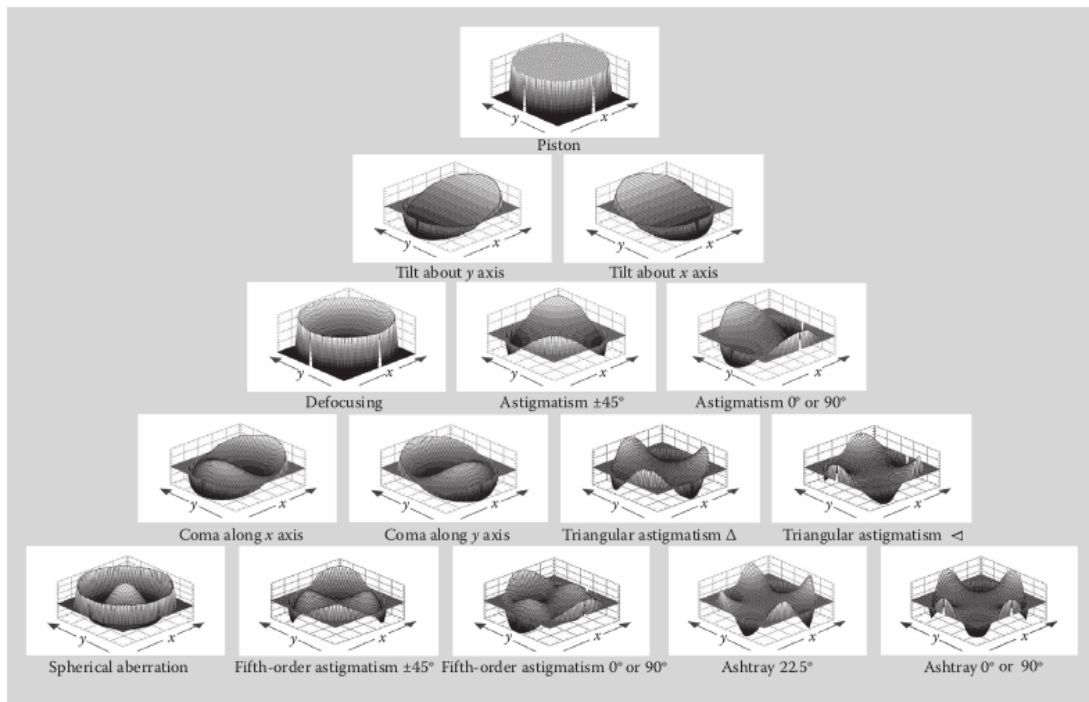 y x
Piston
y x
y x
Tilt about y axis
Tilt about x axis
y x
y x
y x
Defocusing
Astigmatism ±45°
Astigmatism 0° or 90°
y x
y x
y x
y x
Coma along x axis
Coma along y axis
Triangular astigmatism Δ
Triangular astigmatism ⊲
y x
y x
y x
y x
y x
Spherical aberration
Fifth-order astigmatism ±45°
Fifth-order astigmatism 0° or 90°
Ashtray 22.5°
Ashtray 0° or 90°